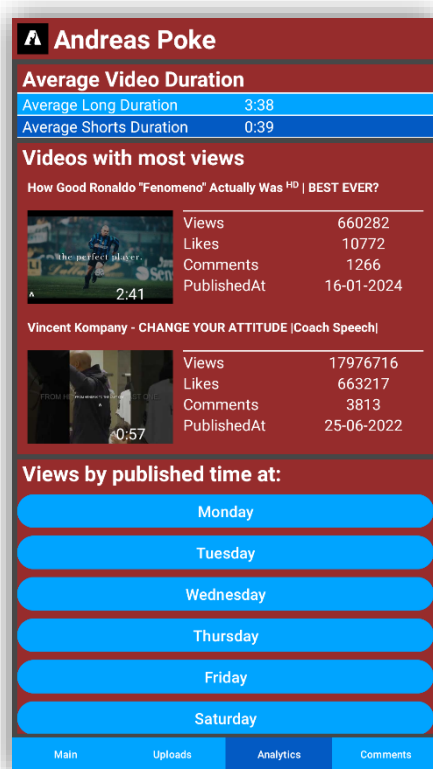 Andreas Poke
Average Video Duration
Average Long Duration 3:38
Average Shorts Duration 0:39
Videos with most views
How Good Ronaldo "Fenomeno" Actually Was HD | BEST EVER?
the perfect player.
2:41
Views 660282
Likes 10772
Comments 1266
PublishedAt 16-01-2024
Vincent Kompany - CHANGE YOUR ATTITUDE |Coach Speech|
0:57
Views 17976716
Likes 663217
Comments 3813
PublishedAt 25-06-2022
Views by published time at:
Monday
Tuesday
Wednesday
Thursday
Friday
Saturday
Main Uploads Analytics Comments